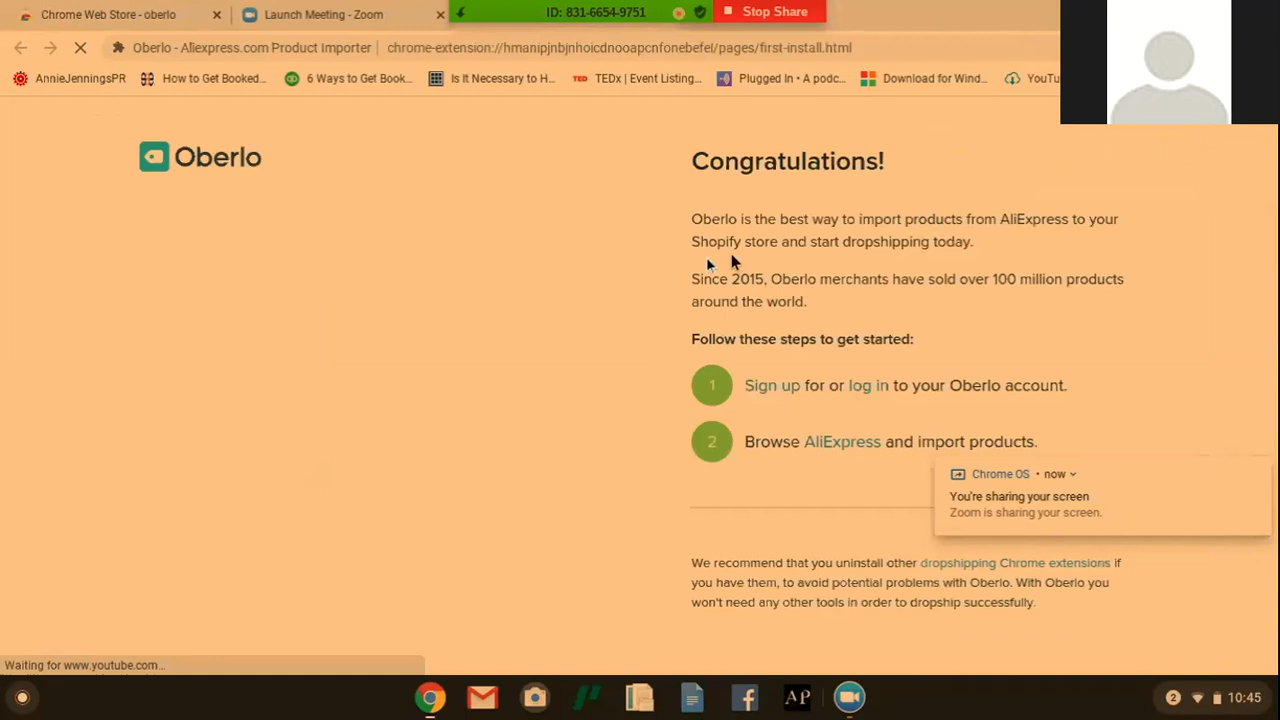 Chrome Web Store - oberlo
Launch Meeting - Zoom
ID: 831-6654-9751
Stop Share
Oberlo - Aliexpress.com Product Importer
chrome-extension://hmanipjnbjnhoicdnooapcnfonebefel/pages/first-install.html
AnnieJenningsPR
How to Get Booked...
6 Ways to Get Book...
Is It Necessary to H...
TED
TEDx | Event Listing...
Plugged In • A podc...
Download for Wind...
YouTu
Oberlo
Congratulations!
Oberlo is the best way to import products from AliExpress to your
Shopify store and start dropshipping today.
Since 2015, Oberlo merchants have sold over 100 million products
around the world.
Follow these steps to get started:
1
Sign up for or log in to your Oberlo account.
2
Browse AliExpress and import products.
Chrome OS • now
You're sharing your screen
Zoom is sharing your screen.
We recommend that you uninstall other dropshipping Chrome extensions if
you have them, to avoid potential problems with Oberlo. With Oberlo you
won't need any other tools in order to dropship successfully.
Waiting for www.youtube.com...
AP
2
10:45